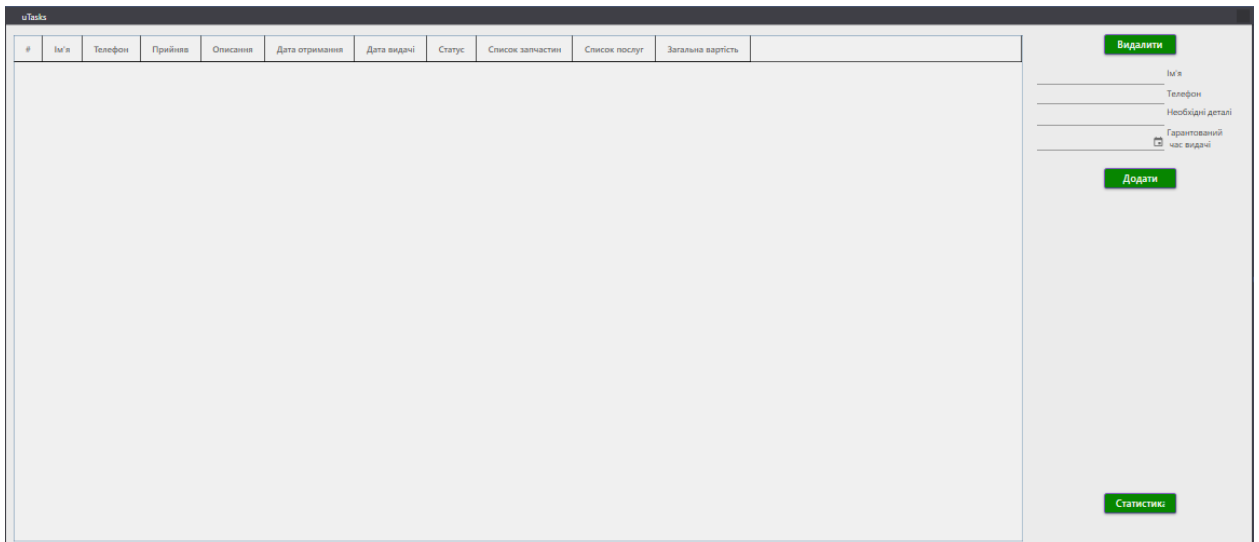 uTasks
# Ім'я Телефон Прийняв Описання Дата отримання Дата видачі Статус Список запчастин Список послуг Загальна вартість
Видалити
Ім'я
Телефон
Необхідні деталі
Гарантований
час видачі
Додати
Статистика